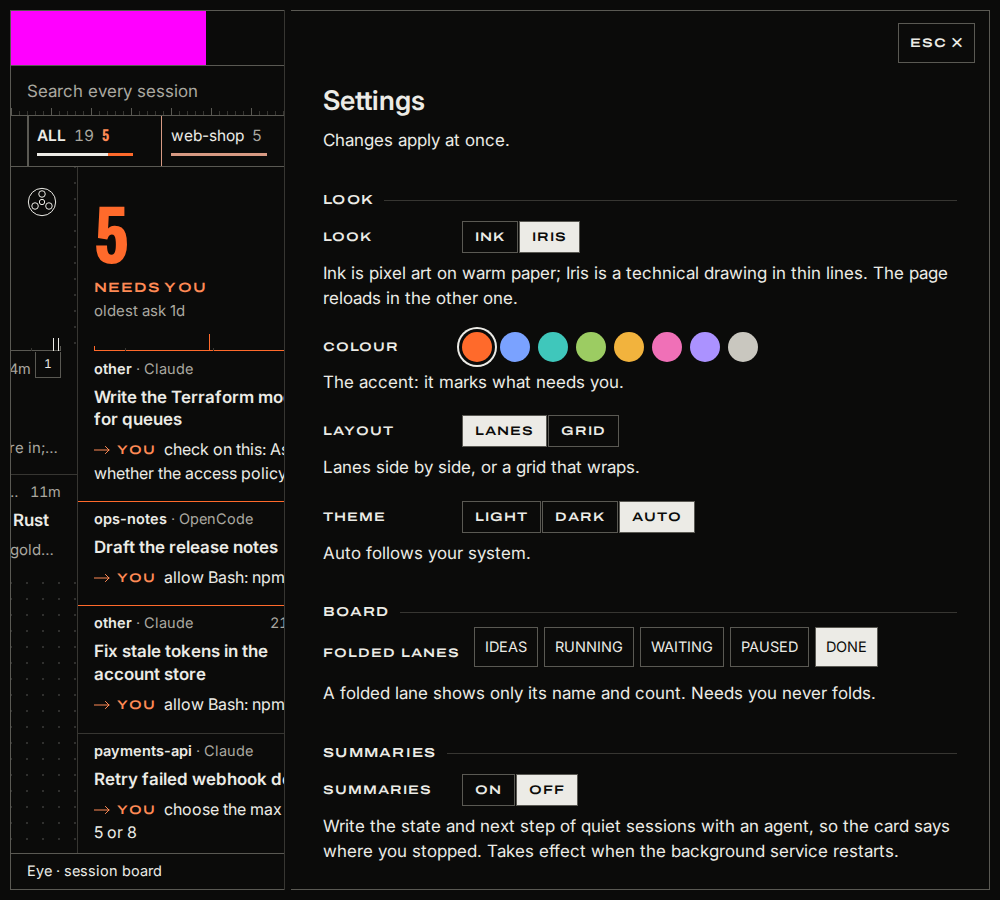 Search every session
ALL 19 5
web-shop 5
5
NEEDS YOU
oldest ask 1d
4m
1
re in;...
.. 11m
Rust
gold...
other · Claude
Write the Terraform mo
for queues
→ YOU check on this: As
whether the access policy
ops-notes · OpenCode
Draft the release notes
→ YOU allow Bash: npm
other · Claude 21
Fix stale tokens in the
account store
→ YOU allow Bash: npm
payments-api · Claude
Retry failed webhook de
→ YOU choose the max
5 or 8
Eye · session board
ESC ✕
Settings
Changes apply at once.
LOOK
LOOK INK IRIS
Ink is pixel art on warm paper; Iris is a technical drawing in thin lines. The page
reloads in the other one.
COLOUR
The accent: it marks what needs you.
LAYOUT LANES GRID
Lanes side by side, or a grid that wraps.
THEME LIGHT DARK AUTO
Auto follows your system.
BOARD
FOLDED LANES IDEAS RUNNING WAITING PAUSED DONE
A folded lane shows only its name and count. Needs you never folds.
SUMMARIES
SUMMARIES ON OFF
Write the state and next step of quiet sessions with an agent, so the card says
where you stopped. Takes effect when the background service restarts.